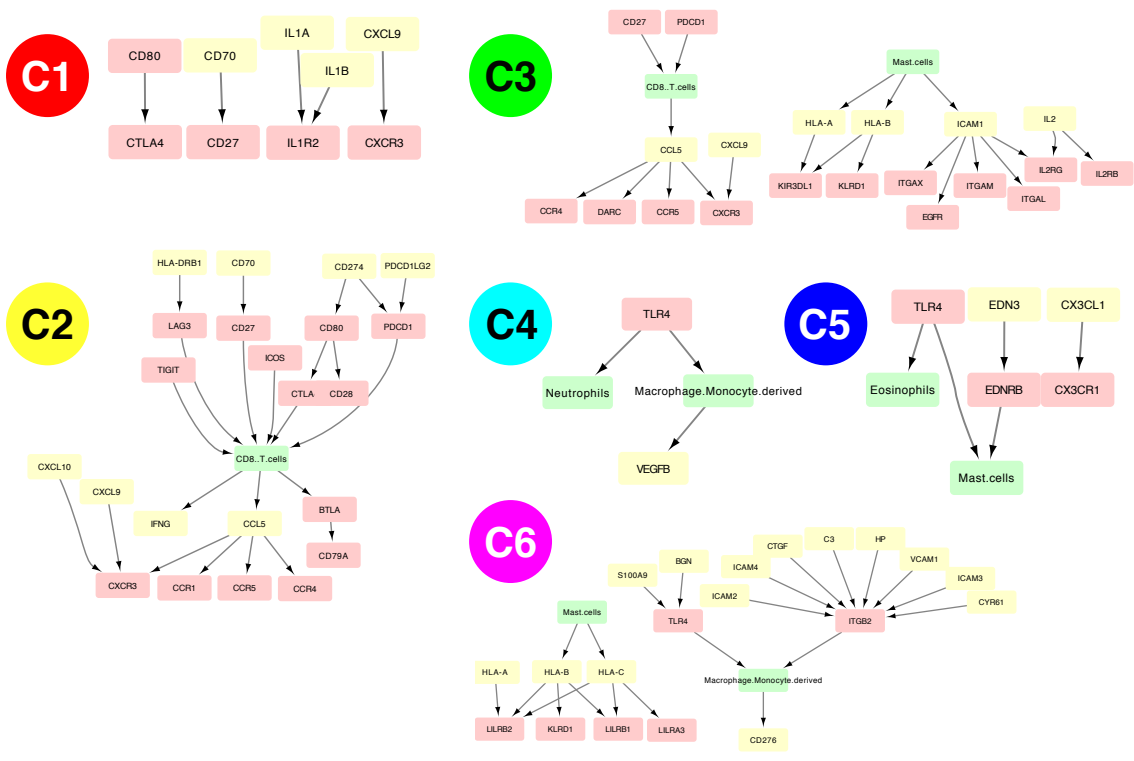 C1
CD80
CD70
IL1A
IL1B
CXCL9
CTLA4
CD27
IL1R2
CXCR3
C3
CD27
PDCD1
CD8..T.cells
CCL5
CXCL9
CCR4
DARC
CCR5
CXCR3
Mast.cells
HLA-A
HLA-B
ICAM1
IL2
KIR3DL1
KLRD1
ITGAX
ITGAM
IL2RG
IL2RB
ITGAL
EGFR
C2
HLA-DRB1
CD70
CD274
PDCD1LG2
LAG3
CD27
CD80
PDCD1
TIGIT
ICOS
CTLA
CD28
CD8..T.cells
CXCL10
CXCL9
IFNG
CCL5
BTLA
CD79A
CXCR3
CCR1
CCR5
CCR4
C4
TLR4
Neutrophils
Macrophage.Monocyte.derived
VEGFB
C5
TLR4
EDN3
CX3CL1
Eosinophils
EDNRB
CX3CR1
Mast.cells
C6
Mast.cells
HLA-A
HLA-B
HLA-C
LILRB2
KLRD1
LILRB1
LILRA3
S100A9
BGN
ICAM2
ICAM4
CTGF
C3
HP
VCAM1
ICAM3
CYR61
TLR4
ITGB2
Macrophage.Monocyte.derived
CD276